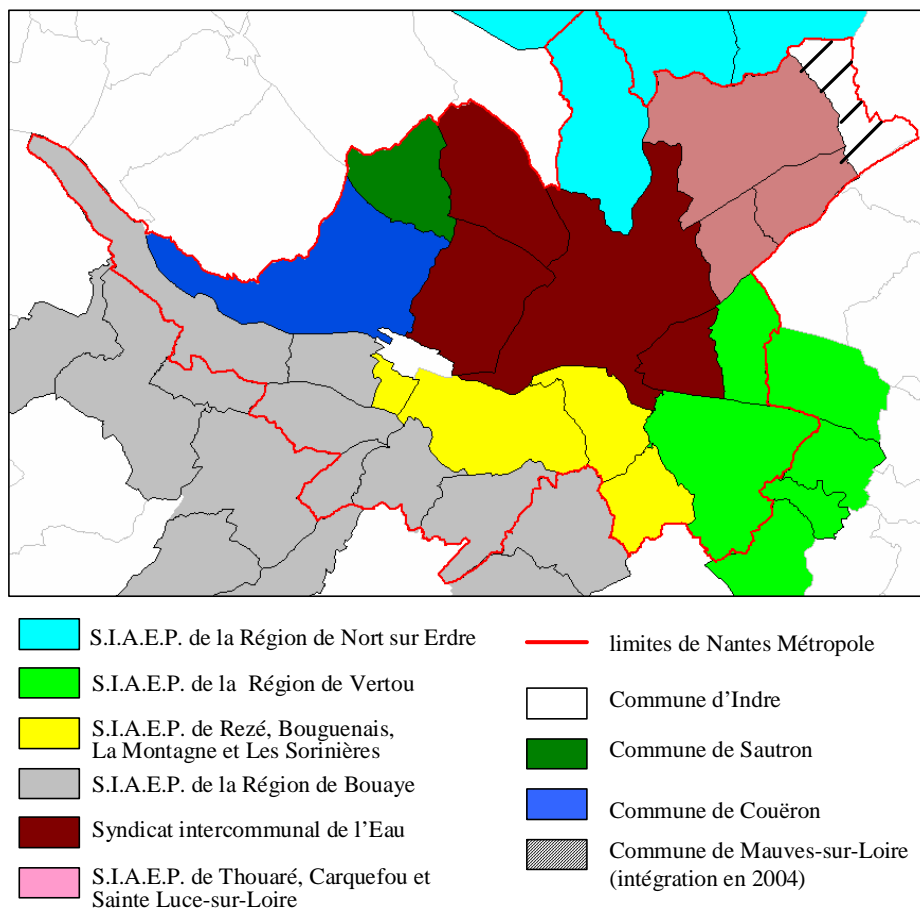 S.I.A.E.P. de la Région de Nort sur Erdre
S.I.A.E.P. de la Région de Vertou
S.I.A.E.P. de Rezé, Bouguenais,
La Montagne et Les Sorinières
S.I.A.E.P. de la Région de Bouaye
Syndicat intercommunal de l'Eau
S.I.A.E.P. de Thouaré, Carquefou et
Sainte Luce-sur-Loire
limites de Nantes Métropole
Commune d'Indre
Commune de Sautron
Commune de Couëron
Commune de Mauves-sur-Loire
(intégration en 2004)